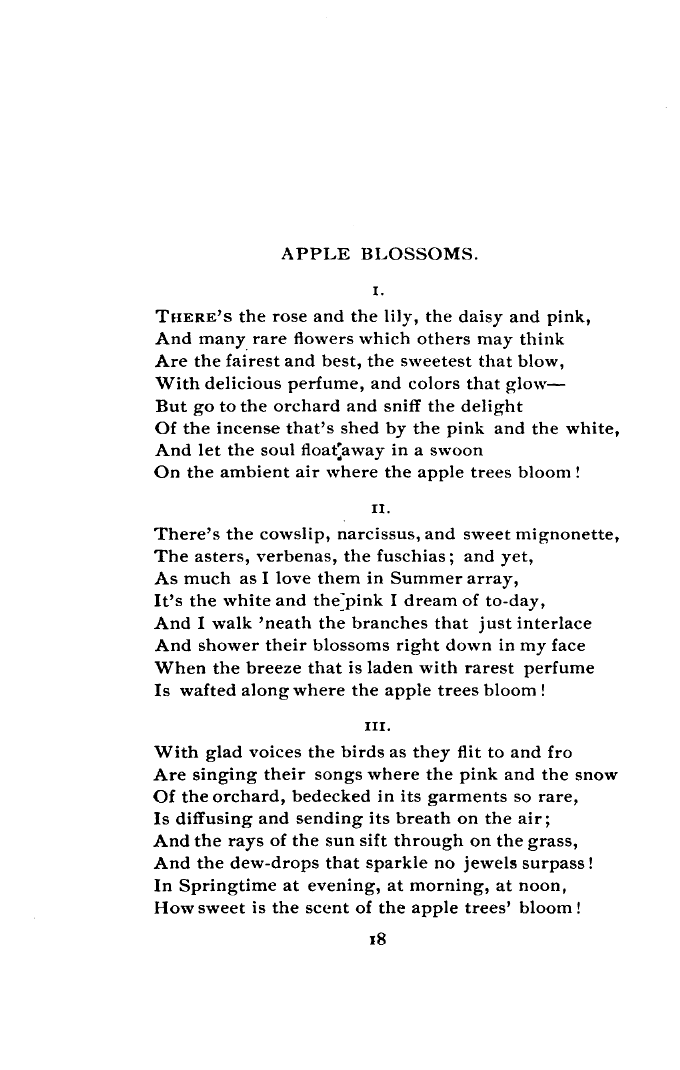 APPLE BLOSSOMS.
I.
THERE'S the rose and the lily, the daisy and pink,
And many rare flowers which others may think
Are the fairest and best, the sweetest that blow,
With delicious perfume, and colors that glow—
But go to the orchard and sniff the delight
Of the incense that's shed by the pink and the white,
And let the soul float away in a swoon
On the ambient air where the apple trees bloom!
II.
There's the cowslip, narcissus, and sweet mignonette,
The asters, verbenas, the fuschias; and yet,
As much as I love them in Summer array,
It's the white and the pink I dream of to-day,
And I walk 'neath the branches that just interlace
And shower their blossoms right down in my face
When the breeze that is laden with rarest perfume
Is wafted along where the apple trees bloom!
III.
With glad voices the birds as they flit to and fro
Are singing their songs where the pink and the snow
Of the orchard, bedecked in its garments so rare,
Is diffusing and sending its breath on the air;
And the rays of the sun sift through on the grass,
And the dew-drops that sparkle no jewels surpass!
In Springtime at evening, at morning, at noon,
How sweet is the scent of the apple trees' bloom!
18